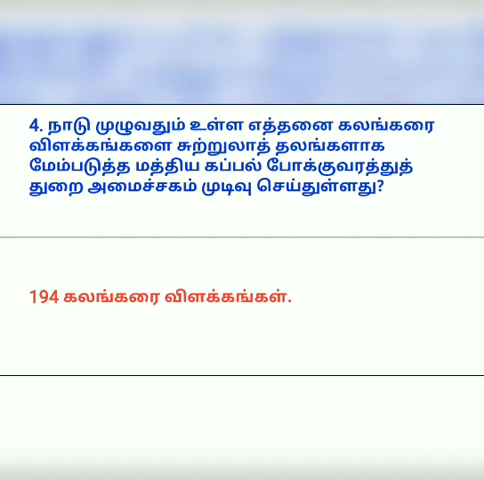 4. நாடு முழுவதும் உள்ள எத்தனை கலங்கரை
விளக்கங்களை சுற்றுலாத் தலங்களாக
மேம்படுத்த மத்திய கப்பல் போக்குவரத்துத்
துறை அமைச்சகம் முடிவு செய்துள்ளது?
194 கலங்கரை விளக்கங்கள்.